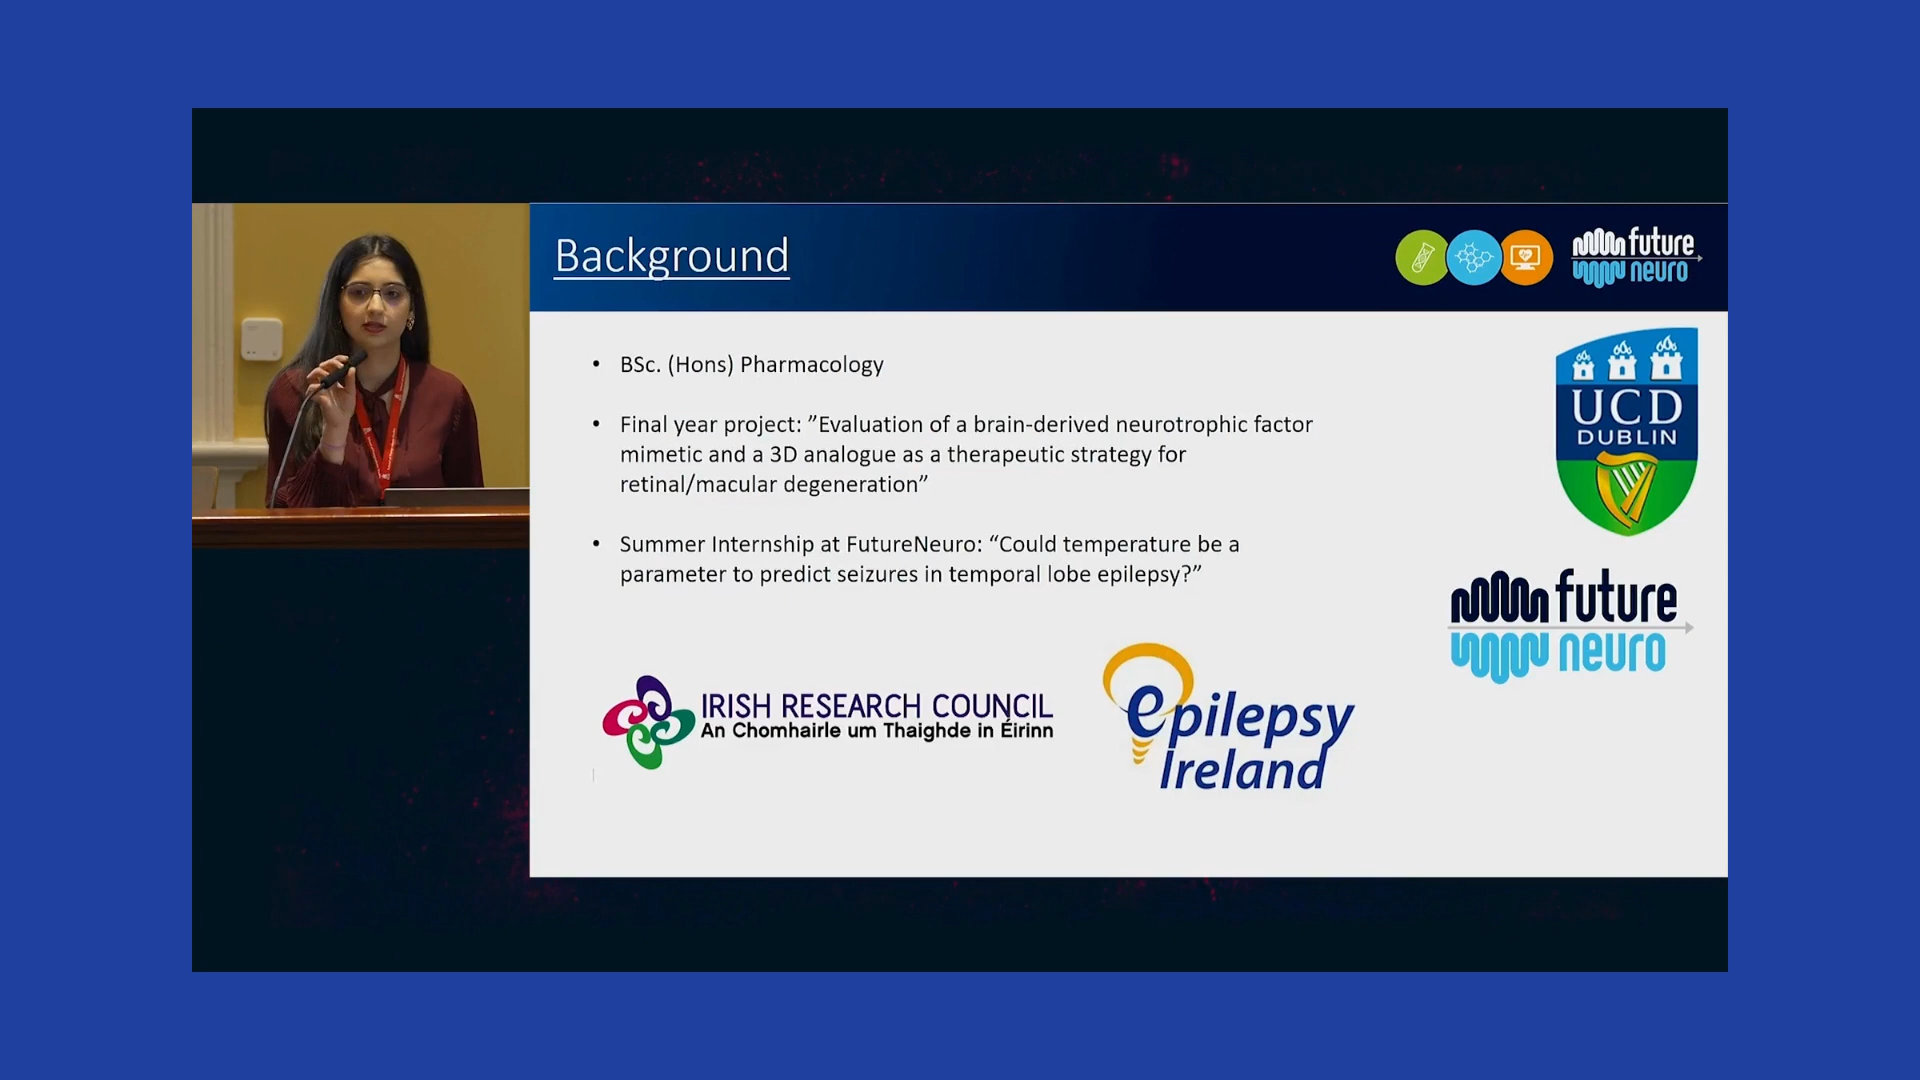 Background
future
neuro
• BSc. (Hons) Pharmacology
• Final year project: ”Evaluation of a brain-derived neurotrophic factor
mimetic and a 3D analogue as a therapeutic strategy for
retinal/macular degeneration”
• Summer Internship at FutureNeuro: “Could temperature be a
parameter to predict seizures in temporal lobe epilepsy?”
UCD
DUBLIN
future
neuro
IRISH RESEARCH COUNCIL
An Chomhairle um Thaighde in Éirinn
epilepsy
Ireland